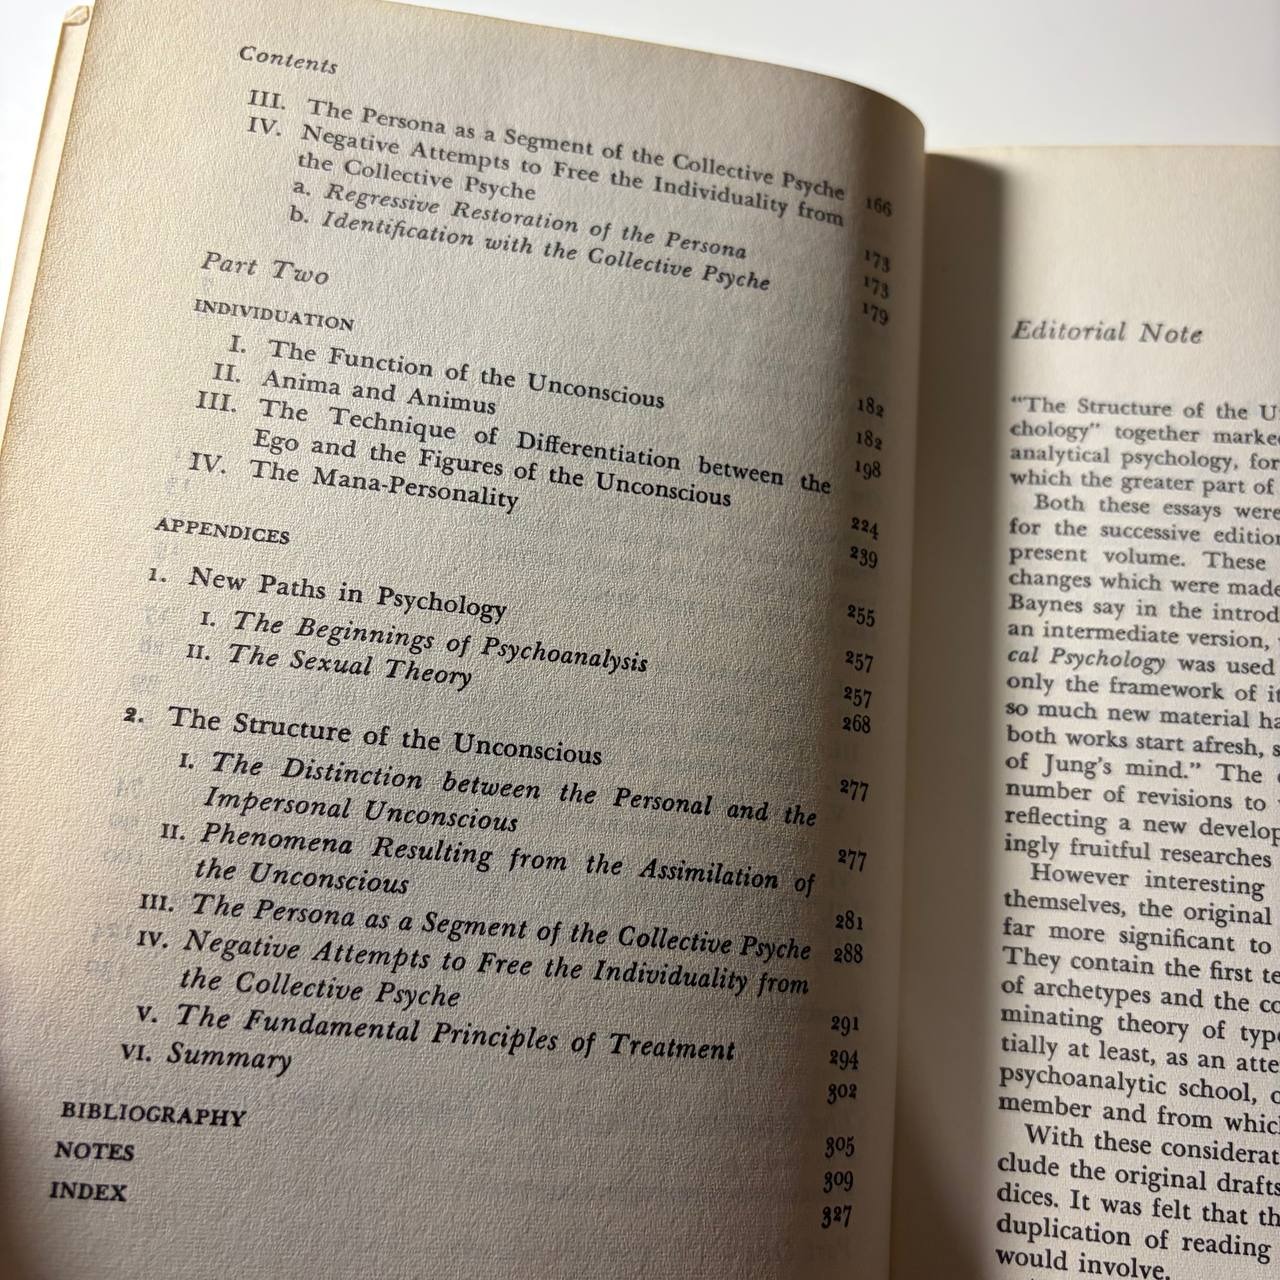 Contents
III. The Persona as a Segment of the Collective Psyche 166
IV. Negative Attempts to Free the Individuality from
the Collective Psyche 173
a. Regressive Restoration of the Persona 173
b. Identification with the Collective Psyche 179
Part Two
INDIVIDUATION 182
I. The Function of the Unconscious 182
II. Anima and Animus 198
III. The Technique of Differentiation between the
Ego and the Figures of the Unconscious 224
IV. The Mana-Personality 239
APPENDICES 255
1. New Paths in Psychology 257
I. The Beginnings of Psychoanalysis 257
II. The Sexual Theory 268
2. The Structure of the Unconscious 277
I. The Distinction between the Personal and the
Impersonal Unconscious 277
II. Phenomena Resulting from the Assimilation of
the Unconscious 281
III. The Persona as a Segment of the Collective Psyche 288
IV. Negative Attempts to Free the Individuality from
the Collective Psyche 291
V. The Fundamental Principles of Treatment 294
VI. Summary 302
BIBLIOGRAPHY 305
NOTES 309
INDEX 327
Editorial Note
"The Structure of the
chology" together
analytical psychology, for
which the greater part of
Both these essays were
for the successive
present volume. These
changes which were made
Baynes say in the
an intermediate version,
cal Psychology was used
only the framework of
so much new material
both works start afresh,
of Jung's mind." The
number of revisions to
reflecting a new
ingly fruitful researches
However interesting
themselves, the original
far more significant to
They contain the first
of archetypes and the
minating theory of
tially at least, as an
psychoanalytic school,
member and from
With these
clude the original drafts
dices. It was felt that
duplication of reading
would involve.